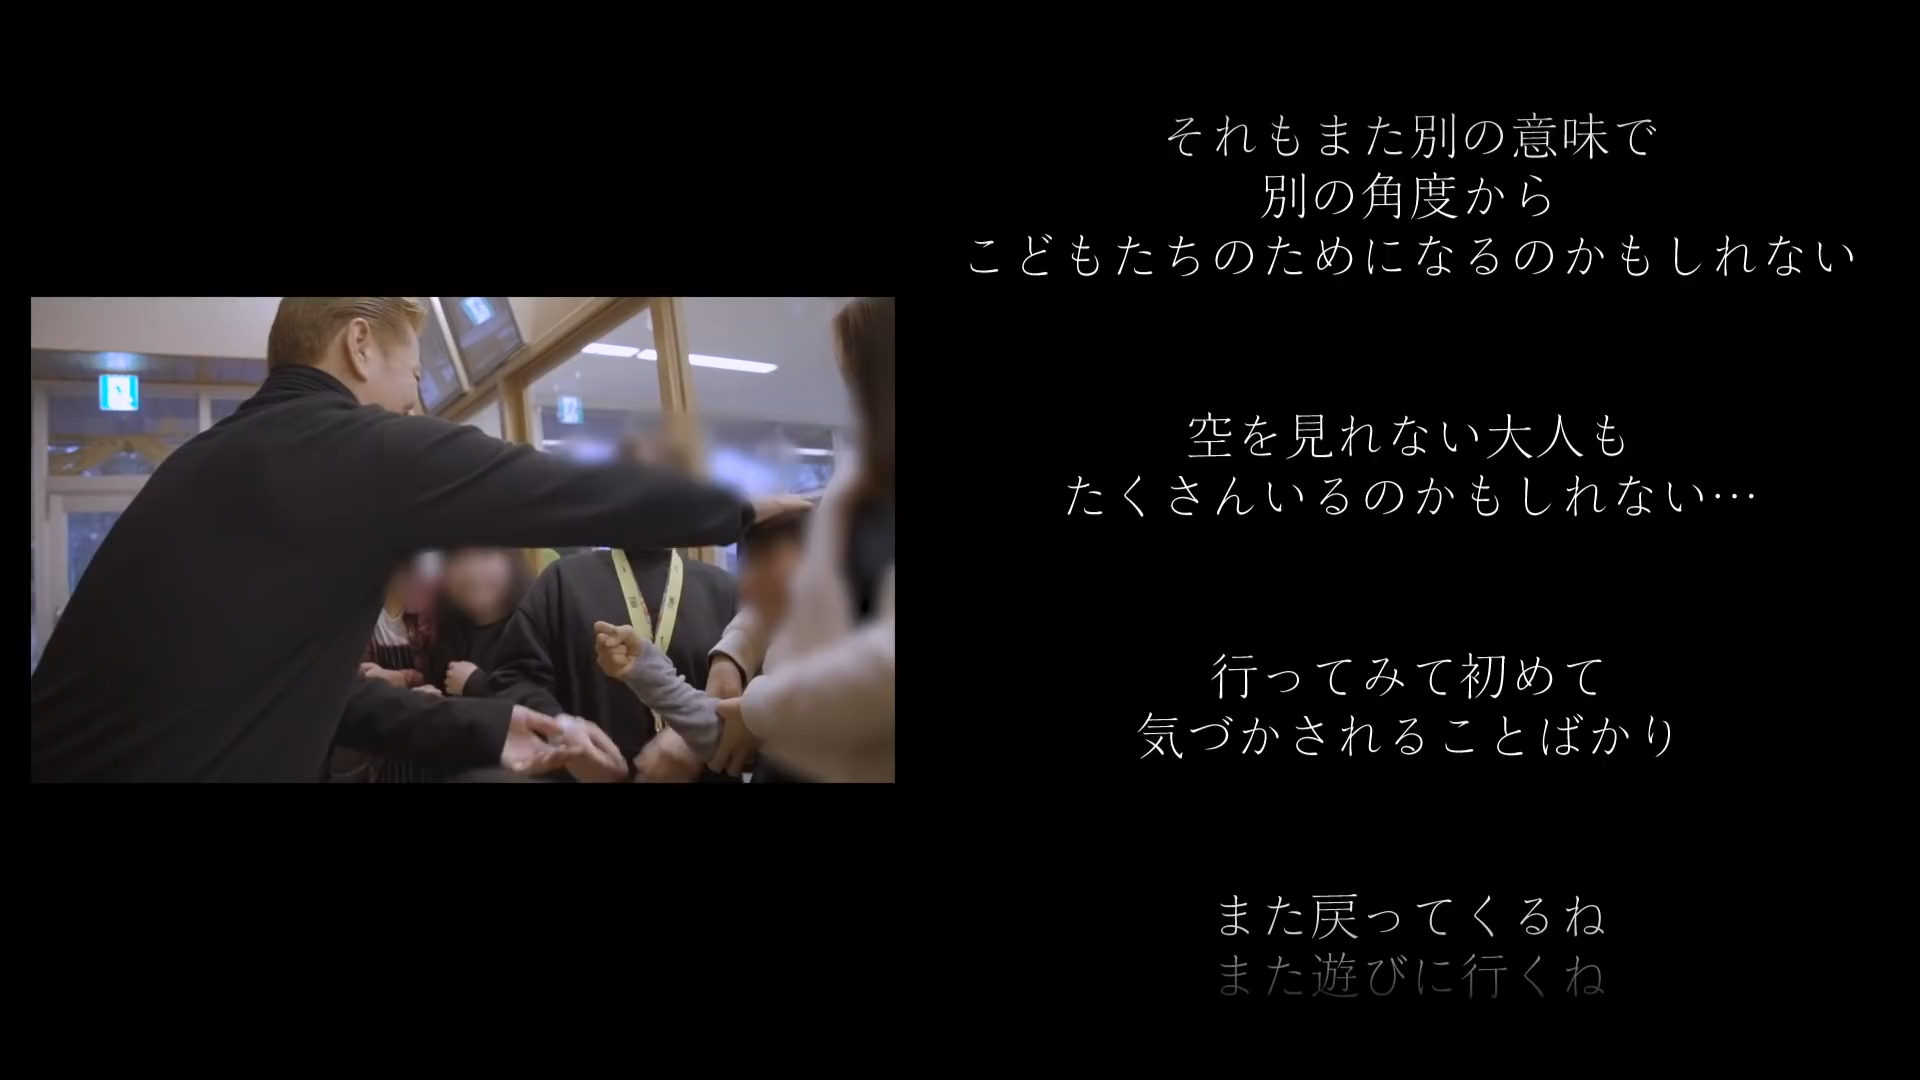 それもまた別の意味で
別の角度から
こどもたちのためになるのかもしれない
空を見れない大人も
たくさんいるのかもしれない…
行ってみて初めて
気づかされることばかり
また戻ってくるね
また遊びに行くね